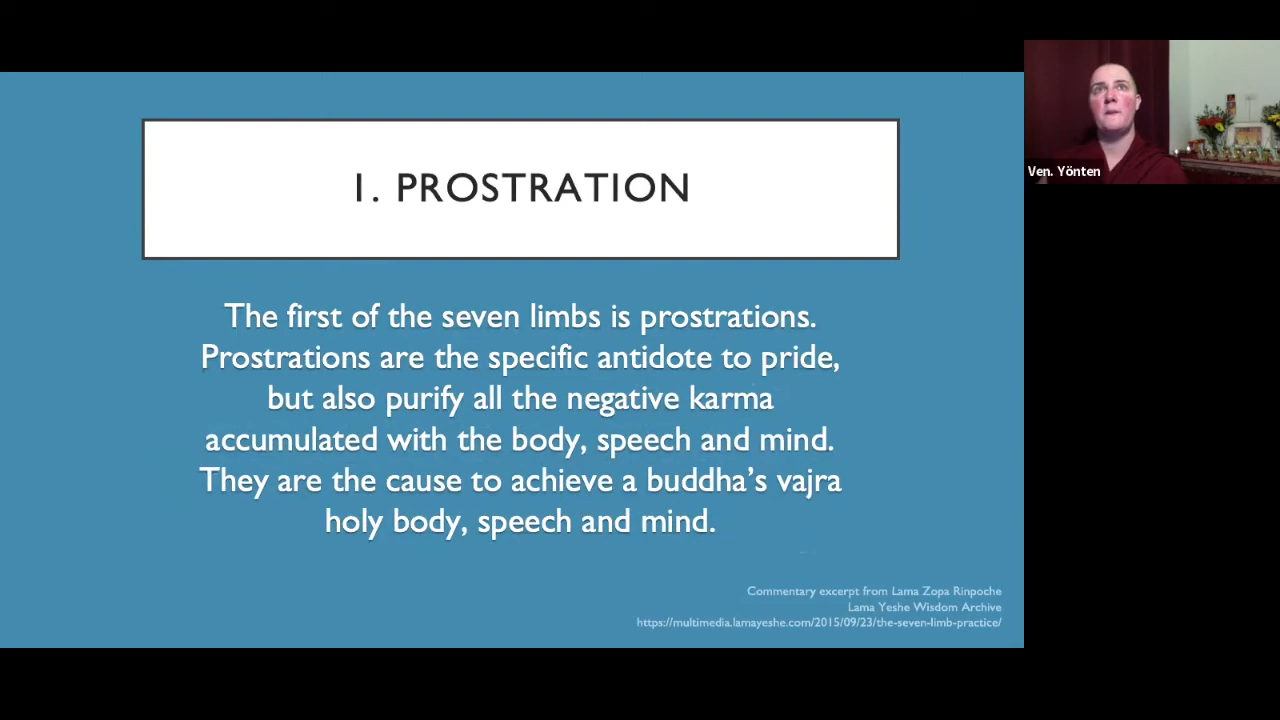 1. PROSTRATION
The first of the seven limbs is prostrations.
Prostrations are the specific antidote to pride,
but also purify all the negative karma
accumulated with the body, speech and mind.
They are the cause to achieve a buddha’s vajra
holy body, speech and mind.
Commentary excerpt from Lama Zopa Rinpoche
Lama Yeshe Wisdom Archive
https://multimedia.lamayeshe.com/2015/09/23/the-seven-limb-practice/
Ven. Yönten